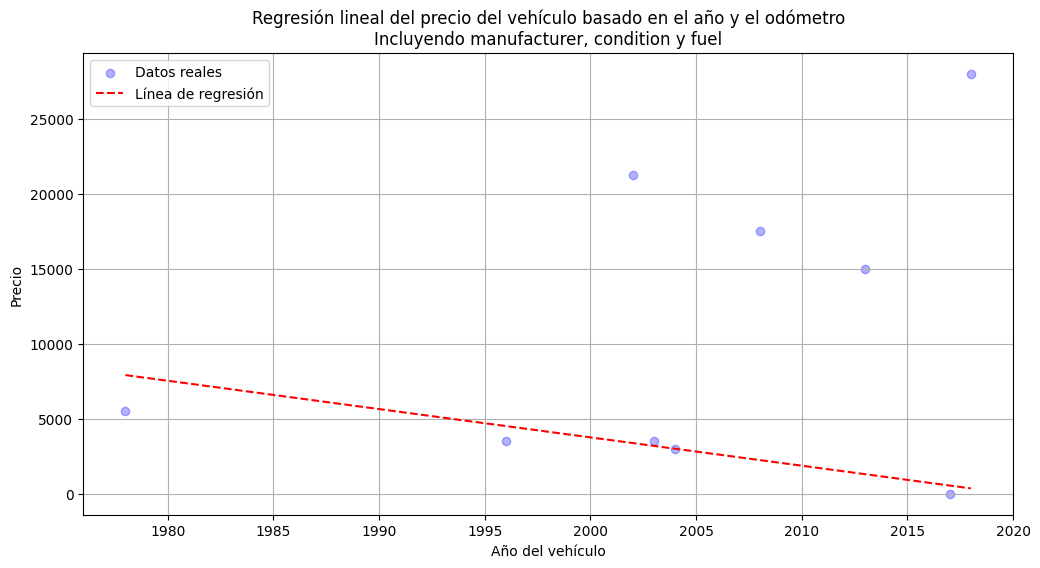 Regresión lineal del precio del vehículo basado en el año y el odómetro
Incluyendo manufacturer, condition y fuel
Datos reales
Línea de regresión
25000
20000
15000
10000
5000
0
Precio
1980 1985 1990 1995 2000 2005 2010 2015 2020
Año del vehículo